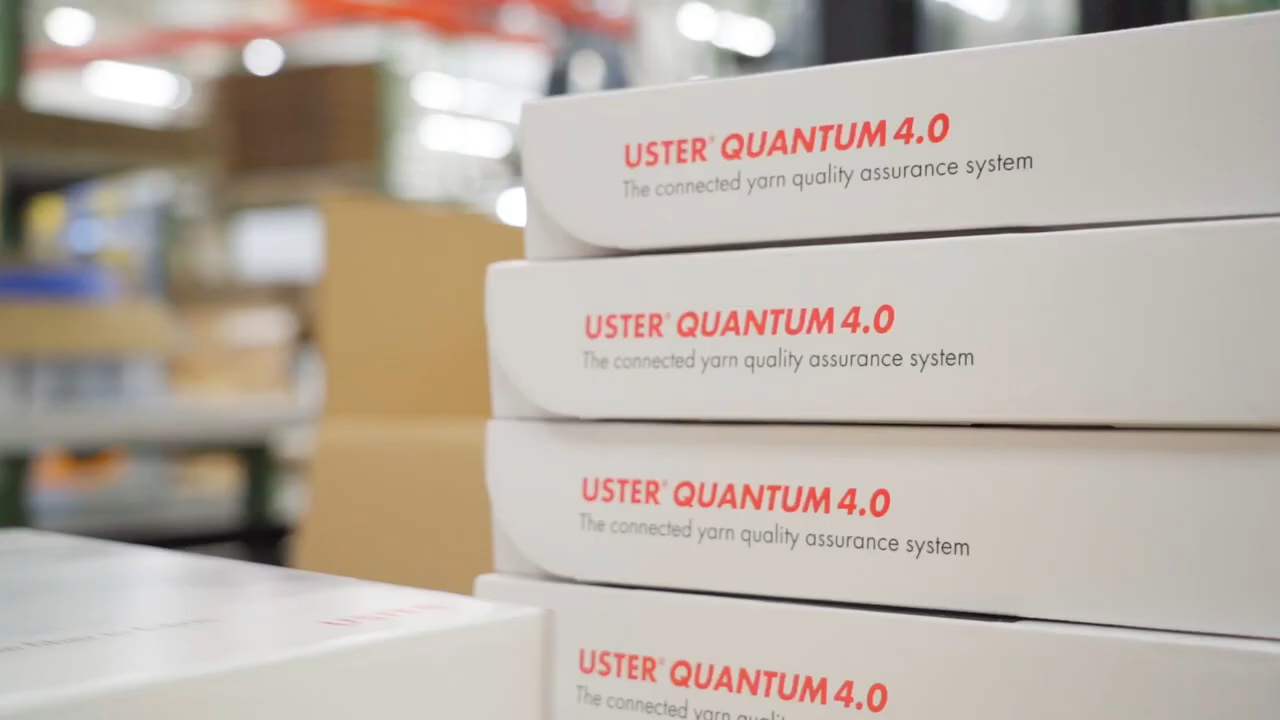 USTER® QUANTUM 4.0
The connected yarn quality assurance system
USTER® QUANTUM 4.0
The connected yarn quality assurance system
USTER® QUANTUM 4.0
The connected yarn quality assurance system
USTER® QUANTUM 4.0
The connected yarn
USTER